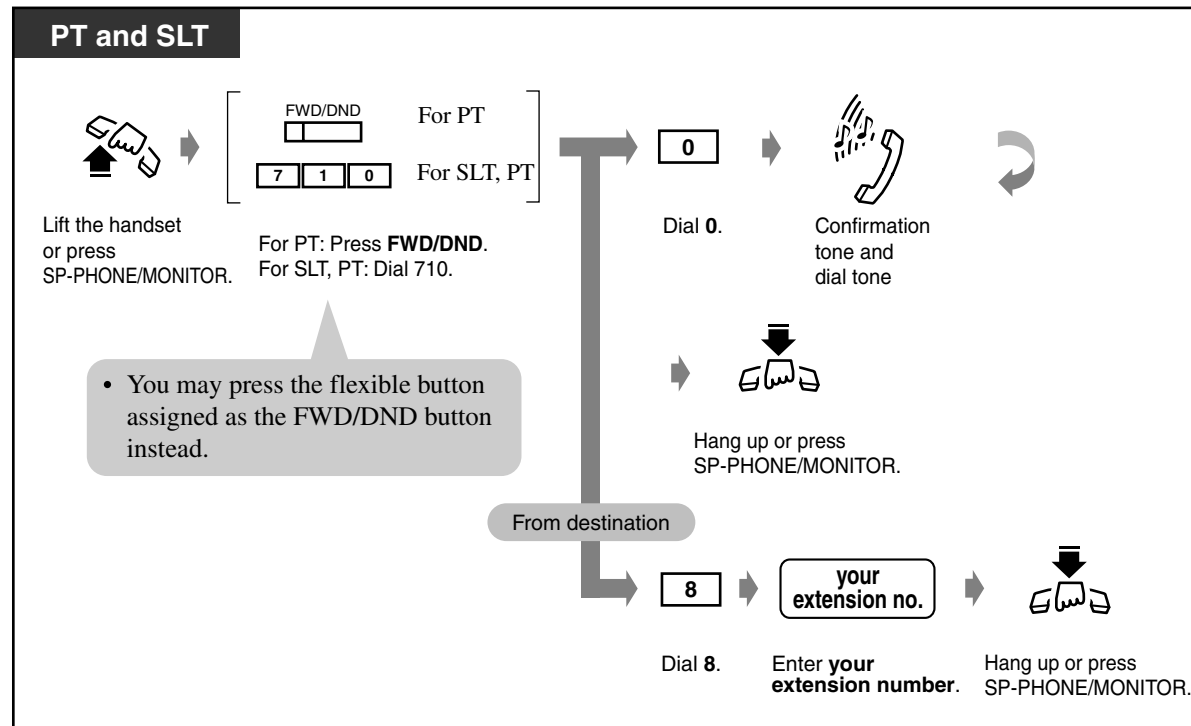 PT and SLT
FWD/DND
For PT
7 1 0
For SLT, PT
Lift the handset
or press
SP-PHONE/MONITOR.
For PT: Press FWD/DND.
For SLT, PT: Dial 710.
• You may press the flexible button
assigned as the FWD/DND button
instead.
0
Dial 0.
Confirmation
tone and
dial tone
Hang up or press
SP-PHONE/MONITOR.
From destination
8
your
extension no.
Dial 8.
Enter your
extension number.
Hang up or press
SP-PHONE/MONITOR.